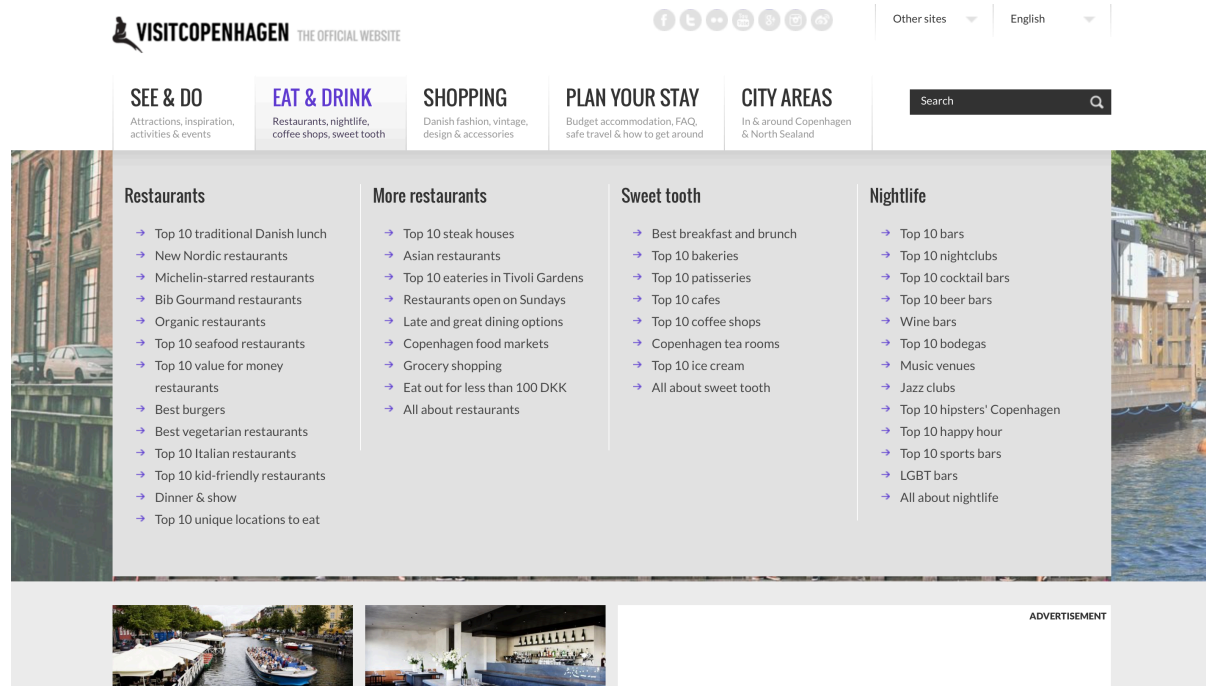 VISITCOPENHAGEN THE OFFICIAL WEBSITE
Other sites
English
SEE & DO
Attractions, inspiration,
activities & events
EAT & DRINK
Restaurants, nightlife,
coffee shops, sweet tooth
SHOPPING
Danish fashion, vintage,
design & accessories
PLAN YOUR STAY
Budget accommodation, FAQ,
safe travel & how to get around
CITY AREAS
In & around Copenhagen
& North Sealand
Search
Restaurants
Top 10 traditional Danish lunch
New Nordic restaurants
Michelin-starred restaurants
Bib Gourmand restaurants
Organic restaurants
Top 10 seafood restaurants
Top 10 value for money
restaurants
Best burgers
Best vegetarian restaurants
Top 10 Italian restaurants
Top 10 kid-friendly restaurants
Dinner & show
Top 10 unique locations to eat
More restaurants
Top 10 steak houses
Asian restaurants
Top 10 eateries in Tivoli Gardens
Restaurants open on Sundays
Late and great dining options
Copenhagen food markets
Grocery shopping
Eat out for less than 100 DKK
All about restaurants
Sweet tooth
Best breakfast and brunch
Top 10 bakeries
Top 10 patisseries
Top 10 cafes
Top 10 coffee shops
Copenhagen tea rooms
Top 10 ice cream
All about sweet tooth
Nightlife
Top 10 bars
Top 10 nightclubs
Top 10 cocktail bars
Top 10 beer bars
Wine bars
Top 10 bodegas
Music venues
Jazz clubs
Top 10 hipsters' Copenhagen
Top 10 happy hour
Top 10 sports bars
LGBT bars
All about nightlife
ADVERTISEMENT